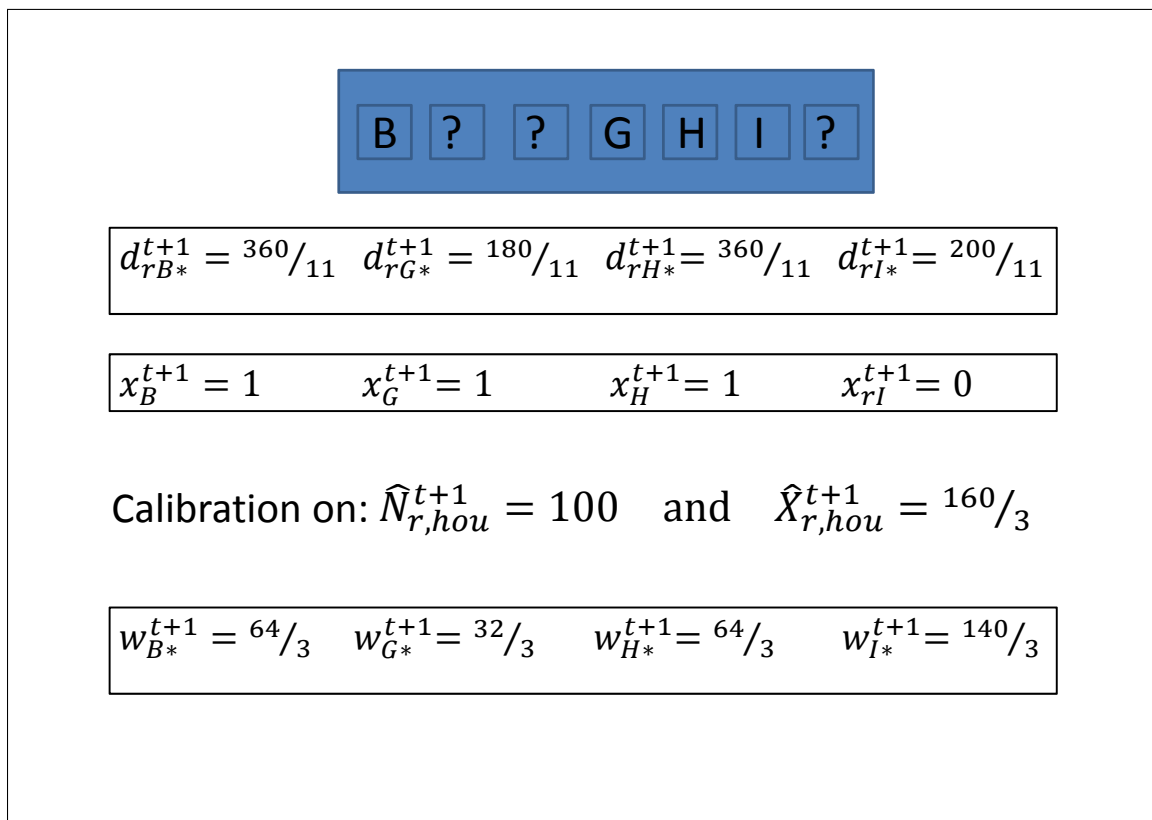 B ? ? G H I ?
d_{rB*}^{t+1} = 360/11 d_{rG*}^{t+1} = 180/11 d_{rH*}^{t+1} = 360/11 d_{rI*}^{t+1} = 200/11
x_B^{t+1} = 1 x_G^{t+1} = 1 x_H^{t+1} = 1 x_{rI}^{t+1} = 0
Calibration on: N̂_{r,hou}^{t+1} = 100 and X̂_{r,hou}^{t+1} = 160/3
w_{B*}^{t+1} = 64/3 w_{G*}^{t+1} = 32/3 w_{H*}^{t+1} = 64/3 w_{I*}^{t+1} = 140/3